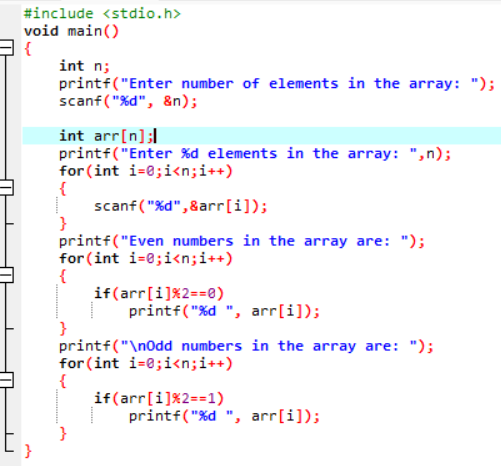 #include <stdio.h>
void main()
{
    int n;
    printf("Enter number of elements in the array: ");
    scanf("%d", &n);

    int arr[n];
    printf("Enter %d elements in the array: ",n);
    for(int i=0;i<n;i++)
    {
        scanf("%d",&arr[i]);
    }
    printf("Even numbers in the array are: ");
    for(int i=0;i<n;i++)
    {
        if(arr[i]%2==0)
            printf("%d ", arr[i]);
    }
    printf("\nOdd numbers in the array are: ");
    for(int i=0;i<n;i++)
    {
        if(arr[i]%2==1)
            printf("%d ", arr[i]);
    }
}